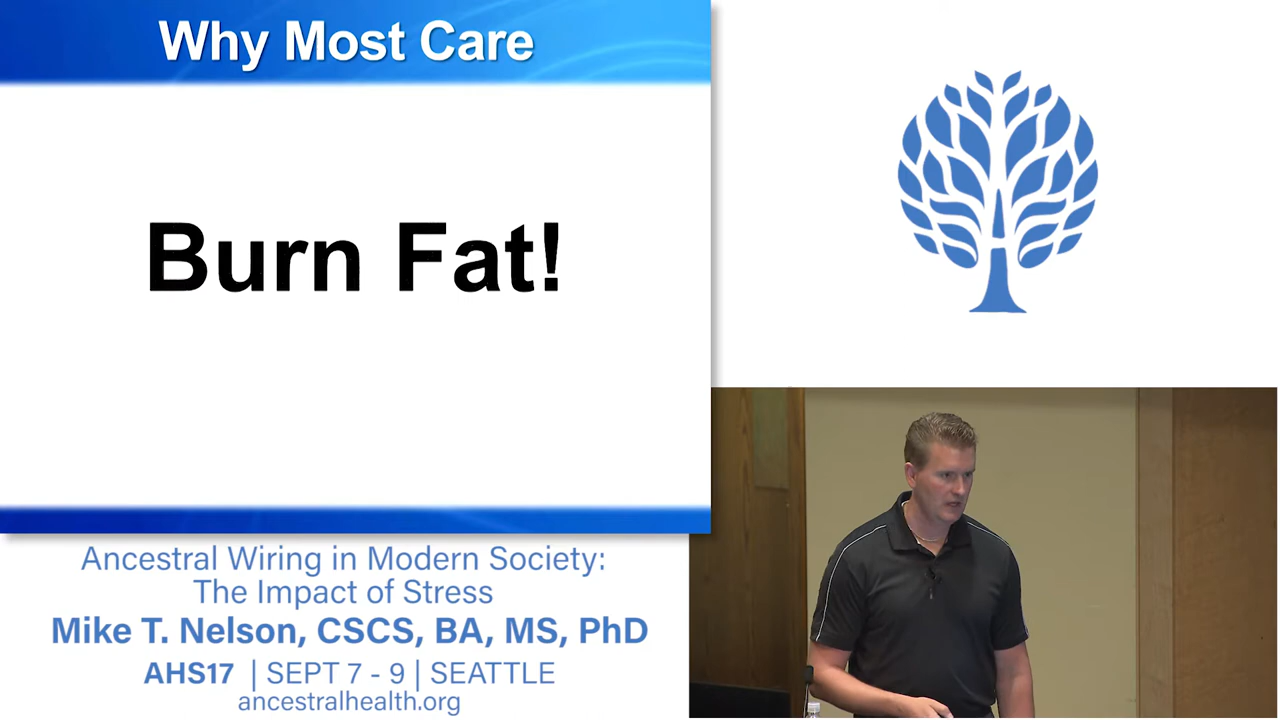 Why Most Care
Burn Fat!
Ancestral Wiring in Modern Society:
The Impact of Stress
Mike T. Nelson, CSCS, BA, MS, PhD
AHS17 | SEPT 7 - 9 | SEATTLE
ancestralhealth.org